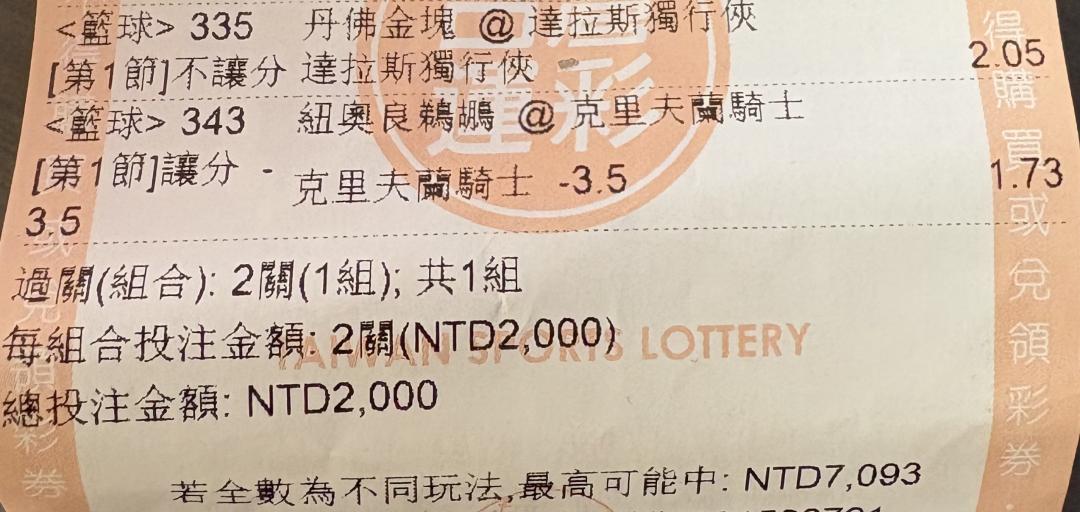 <籃球> 335 丹佛金塊 @ 達拉斯獨行俠
[第1節]不讓分 達拉斯獨行俠 2.05
<籃球> 343 紐奧良鵜鶘 @ 克里夫蘭騎士
[第1節]讓分 - 克里夫蘭騎士 -3.5 1.73
3.5
過關(組合): 2關(1組); 共1組
每組合投注金額: 2關(NTD2,000)
TAIWAN SPORTS LOTTERY
總投注金額: NTD2,000
若全數為不同玩法,最高可能中: NTD7,093
運彩
得購買或兌領彩券